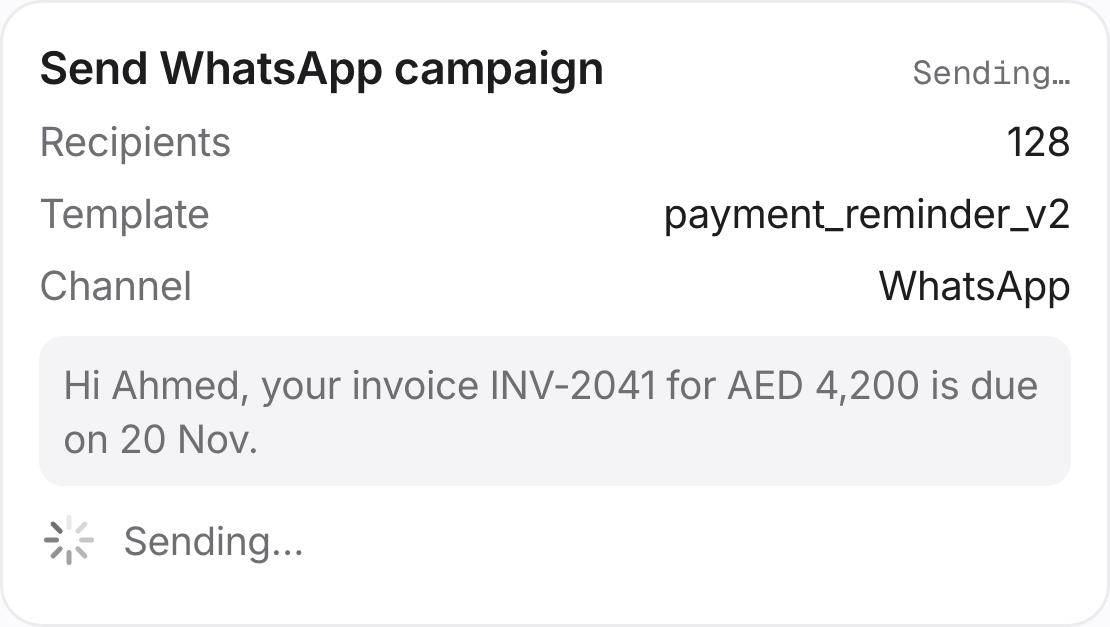 Send WhatsApp campaign Sending…
Recipients 128
Template payment_reminder_v2
Channel WhatsApp
Hi Ahmed, your invoice INV-2041 for AED 4,200 is due
on 20 Nov.
Sending...